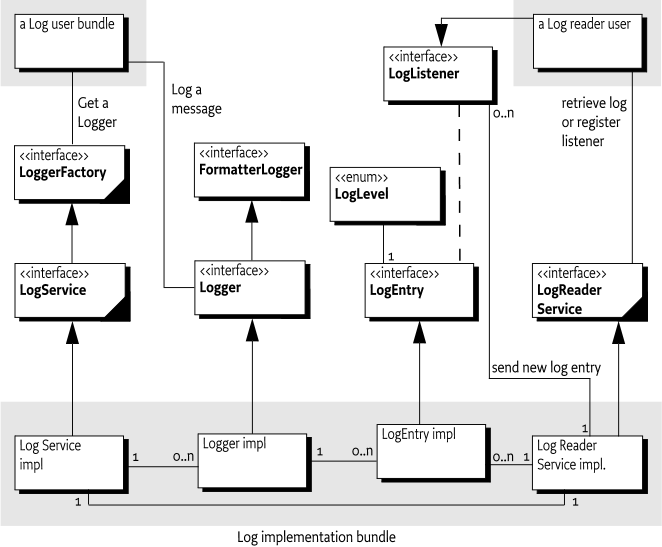 a Log user bundle
a Log reader user
<<interface>>
LogListener
Get a
Logger
Log a
message
0..n
retrieve log
or register
listener
<<interface>>
LoggerFactory
<<interface>>
FormatterLogger
<<enum>>
LogLevel
1
<<interface>>
LogService
<<interface>>
Logger
<<interface>>
LogEntry
<<interface>>
LogReader
Service
send new log entry
1
Log Service
impl
Logger impl
LogEntry impl
Log Reader
Service impl.
1
0..n
1
0..n
0..n
1
1
1
Log implementation bundle